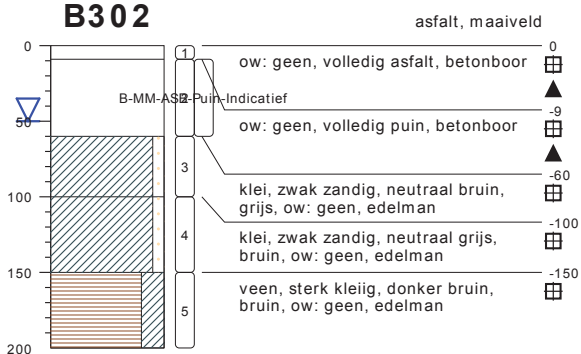 B302
asfalt, maaiveld
0
1
0
ow: geen, volledig asfalt, betonboor
B-MM-ASB-Puin-Indicatief
2
-9
50
ow: geen, volledig puin, betonboor
3
-60
klei, zwak zandig, neutraal bruin,
grijs, ow: geen, edelman
100
-100
4
klei, zwak zandig, neutraal grijs,
bruin, ow: geen, edelman
150
-150
5
veen, sterk kleiig, donker bruin,
bruin, ow: geen, edelman
200